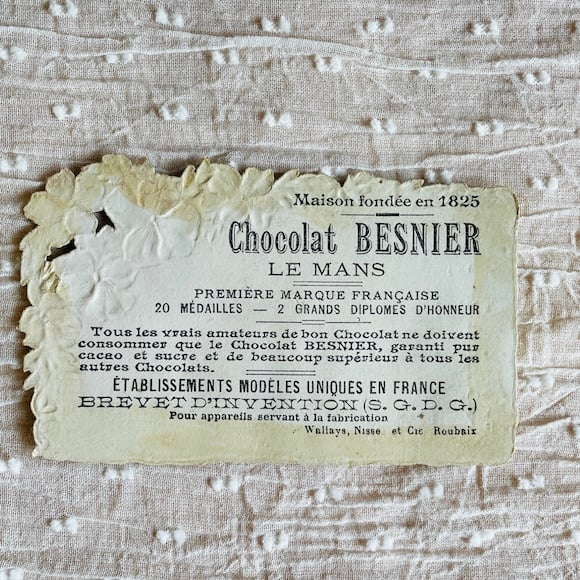 Maison fondée en 1825
Chocolat BESNIER
LE MANS
PREMIÈRE MARQUE FRANÇAISE
20 MÉDAILLES — 2 GRANDS DIPLOMES D'HONNEUR
Tous les vrais amateurs de bon Chocolat ne doivent
consommer que le Chocolat BESNIER, garanti pur
cacao et sucre et de beaucoup supérieur à tous les
autres Chocolats.
ÉTABLISSEMENTS MODÈLES UNIQUES EN FRANCE
BREVET D'INVENTION (S. G. D. G.)
Pour appareils servant à la fabrication
Wallays, Nisse et Cie Roubaix